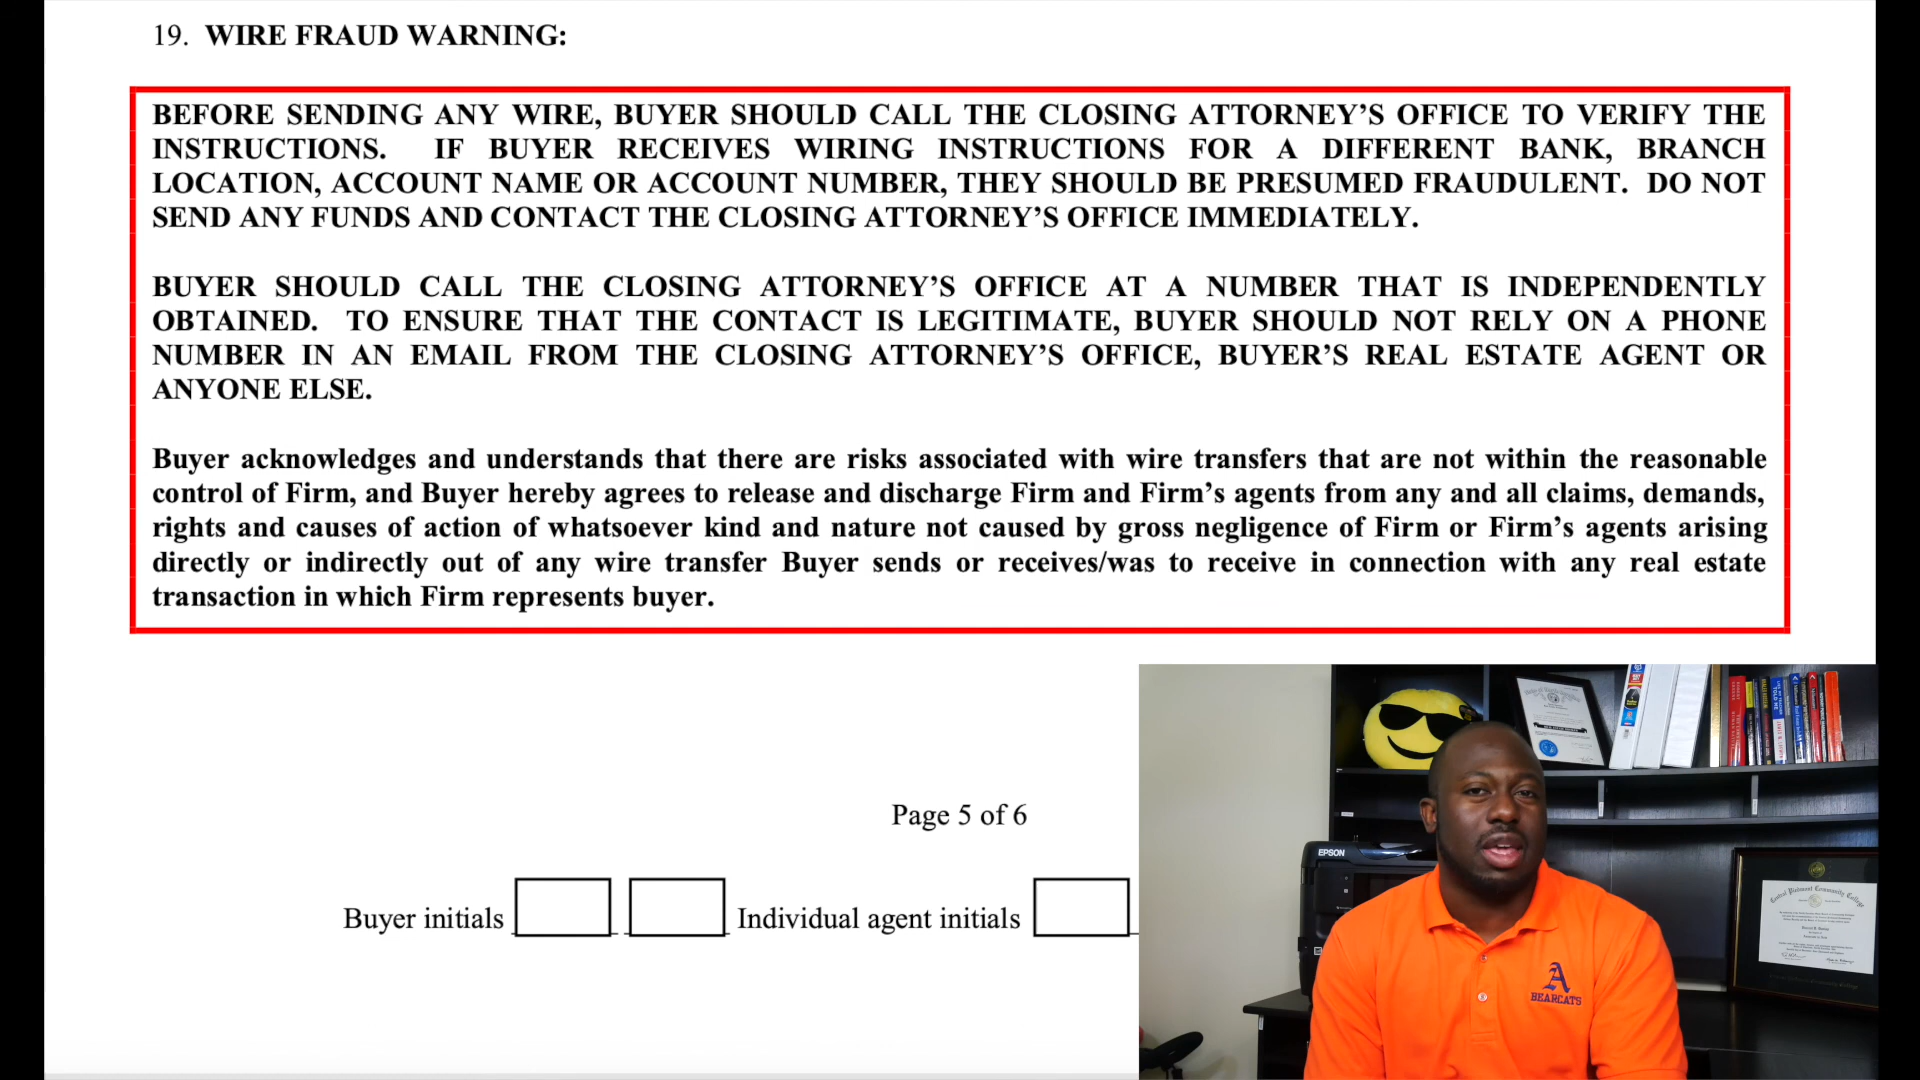 19. WIRE FRAUD WARNING:
BEFORE SENDING ANY WIRE, BUYER SHOULD CALL THE CLOSING ATTORNEY’S OFFICE TO VERIFY THE
INSTRUCTIONS. IF BUYER RECEIVES WIRING INSTRUCTIONS FOR A DIFFERENT BANK, BRANCH
LOCATION, ACCOUNT NAME OR ACCOUNT NUMBER, THEY SHOULD BE PRESUMED FRAUDULENT. DO NOT
SEND ANY FUNDS AND CONTACT THE CLOSING ATTORNEY’S OFFICE IMMEDIATELY.
BUYER SHOULD CALL THE CLOSING ATTORNEY’S OFFICE AT A NUMBER THAT IS INDEPENDENTLY
OBTAINED. TO ENSURE THAT THE CONTACT IS LEGITIMATE, BUYER SHOULD NOT RELY ON A PHONE
NUMBER IN AN EMAIL FROM THE CLOSING ATTORNEY’S OFFICE, BUYER’S REAL ESTATE AGENT OR
ANYONE ELSE.
Buyer acknowledges and understands that there are risks associated with wire transfers that are not within the reasonable
control of Firm, and Buyer hereby agrees to release and discharge Firm and Firm’s agents from any and all claims, demands,
rights and causes of action of whatsoever kind and nature not caused by gross negligence of Firm or Firm’s agents arising
directly or indirectly out of any wire transfer Buyer sends or receives/was to receive in connection with any real estate
transaction in which Firm represents buyer.
Page 5 of 6
Buyer initials Individual agent initials
EPSON
Central Piedmont Community College
A
BEARCATS